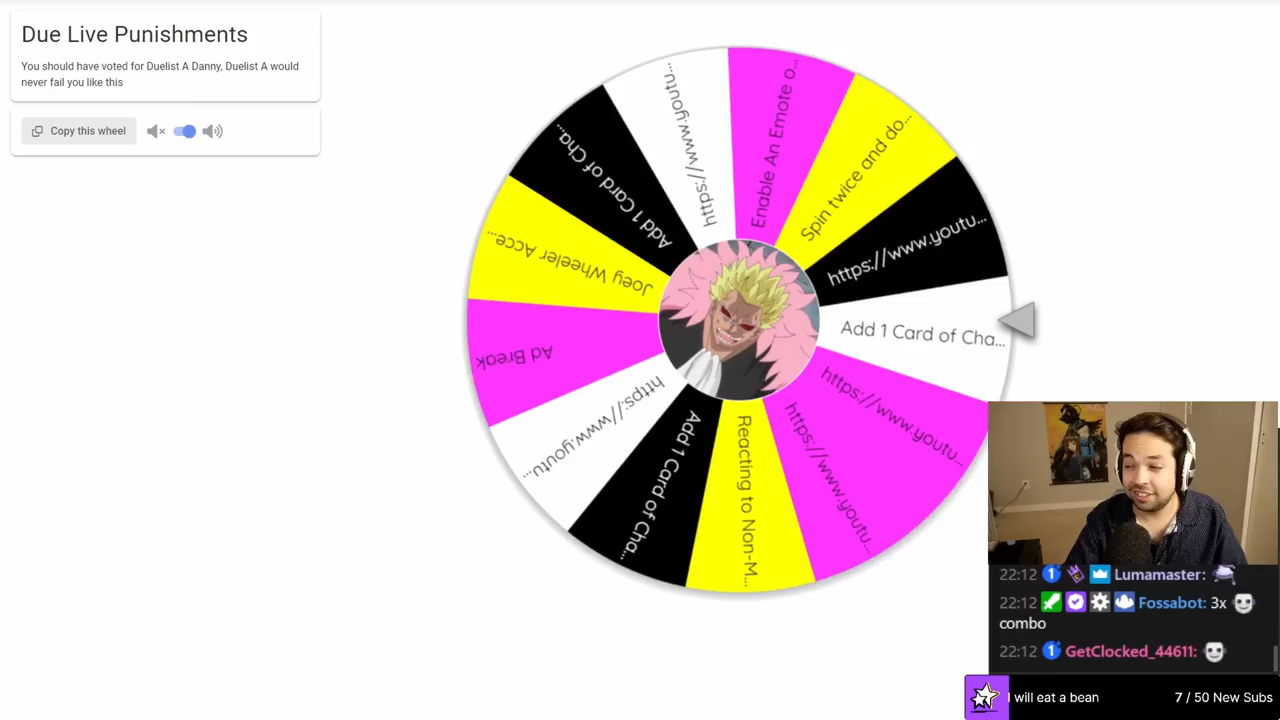 Due Live Punishments
You should have voted for Duelist A Danny, Duelist A would
never fail you like this
Copy this wheel
https://www.youtu...
Enable An Emote o...
Spin twice and do...
https://www.youtu...
Add 1 Card of Cha...
https://www.youtu...
https://www.youtu...
Reacting to Non-M...
Add 1 Card of Cha...
https://www.youtu...
Ad Break
Joey Wheeler Acce...
Add 1 Card of Cha...
22:12 1 Lumamaster:
22:12 Fossabot: 3x
combo
22:12 1 GetClocked_44611:
I will eat a bean
7 / 50 New Subs